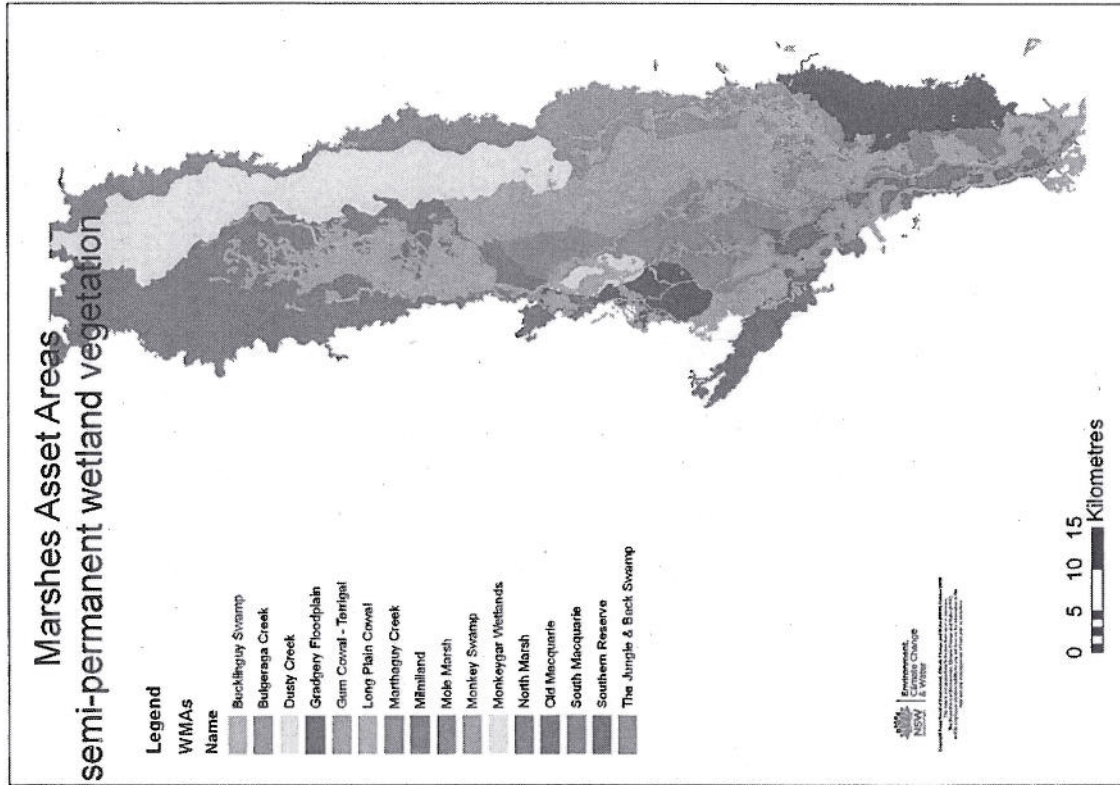 Marshes Asset Areas
semi-permanent wetland vegetation
Legend
WMAs
Name
Bucklinguy Swamp
Bulgeraga Creek
Dusty Creek
Gradgery Floodplain
Gum Cowal - Terrigal
Long Plain Cowal
Marthaguy Creek
Milmiland
Mole Marsh
Monkey Swamp
Monkeygar Wetlands
North Marsh
Old Macquarie
South Macquarie
Southern Reserve
The Jungle & Back Swamp
NSW
Environment,
Climate Change
& Water
0 5 10 15
Kilometres